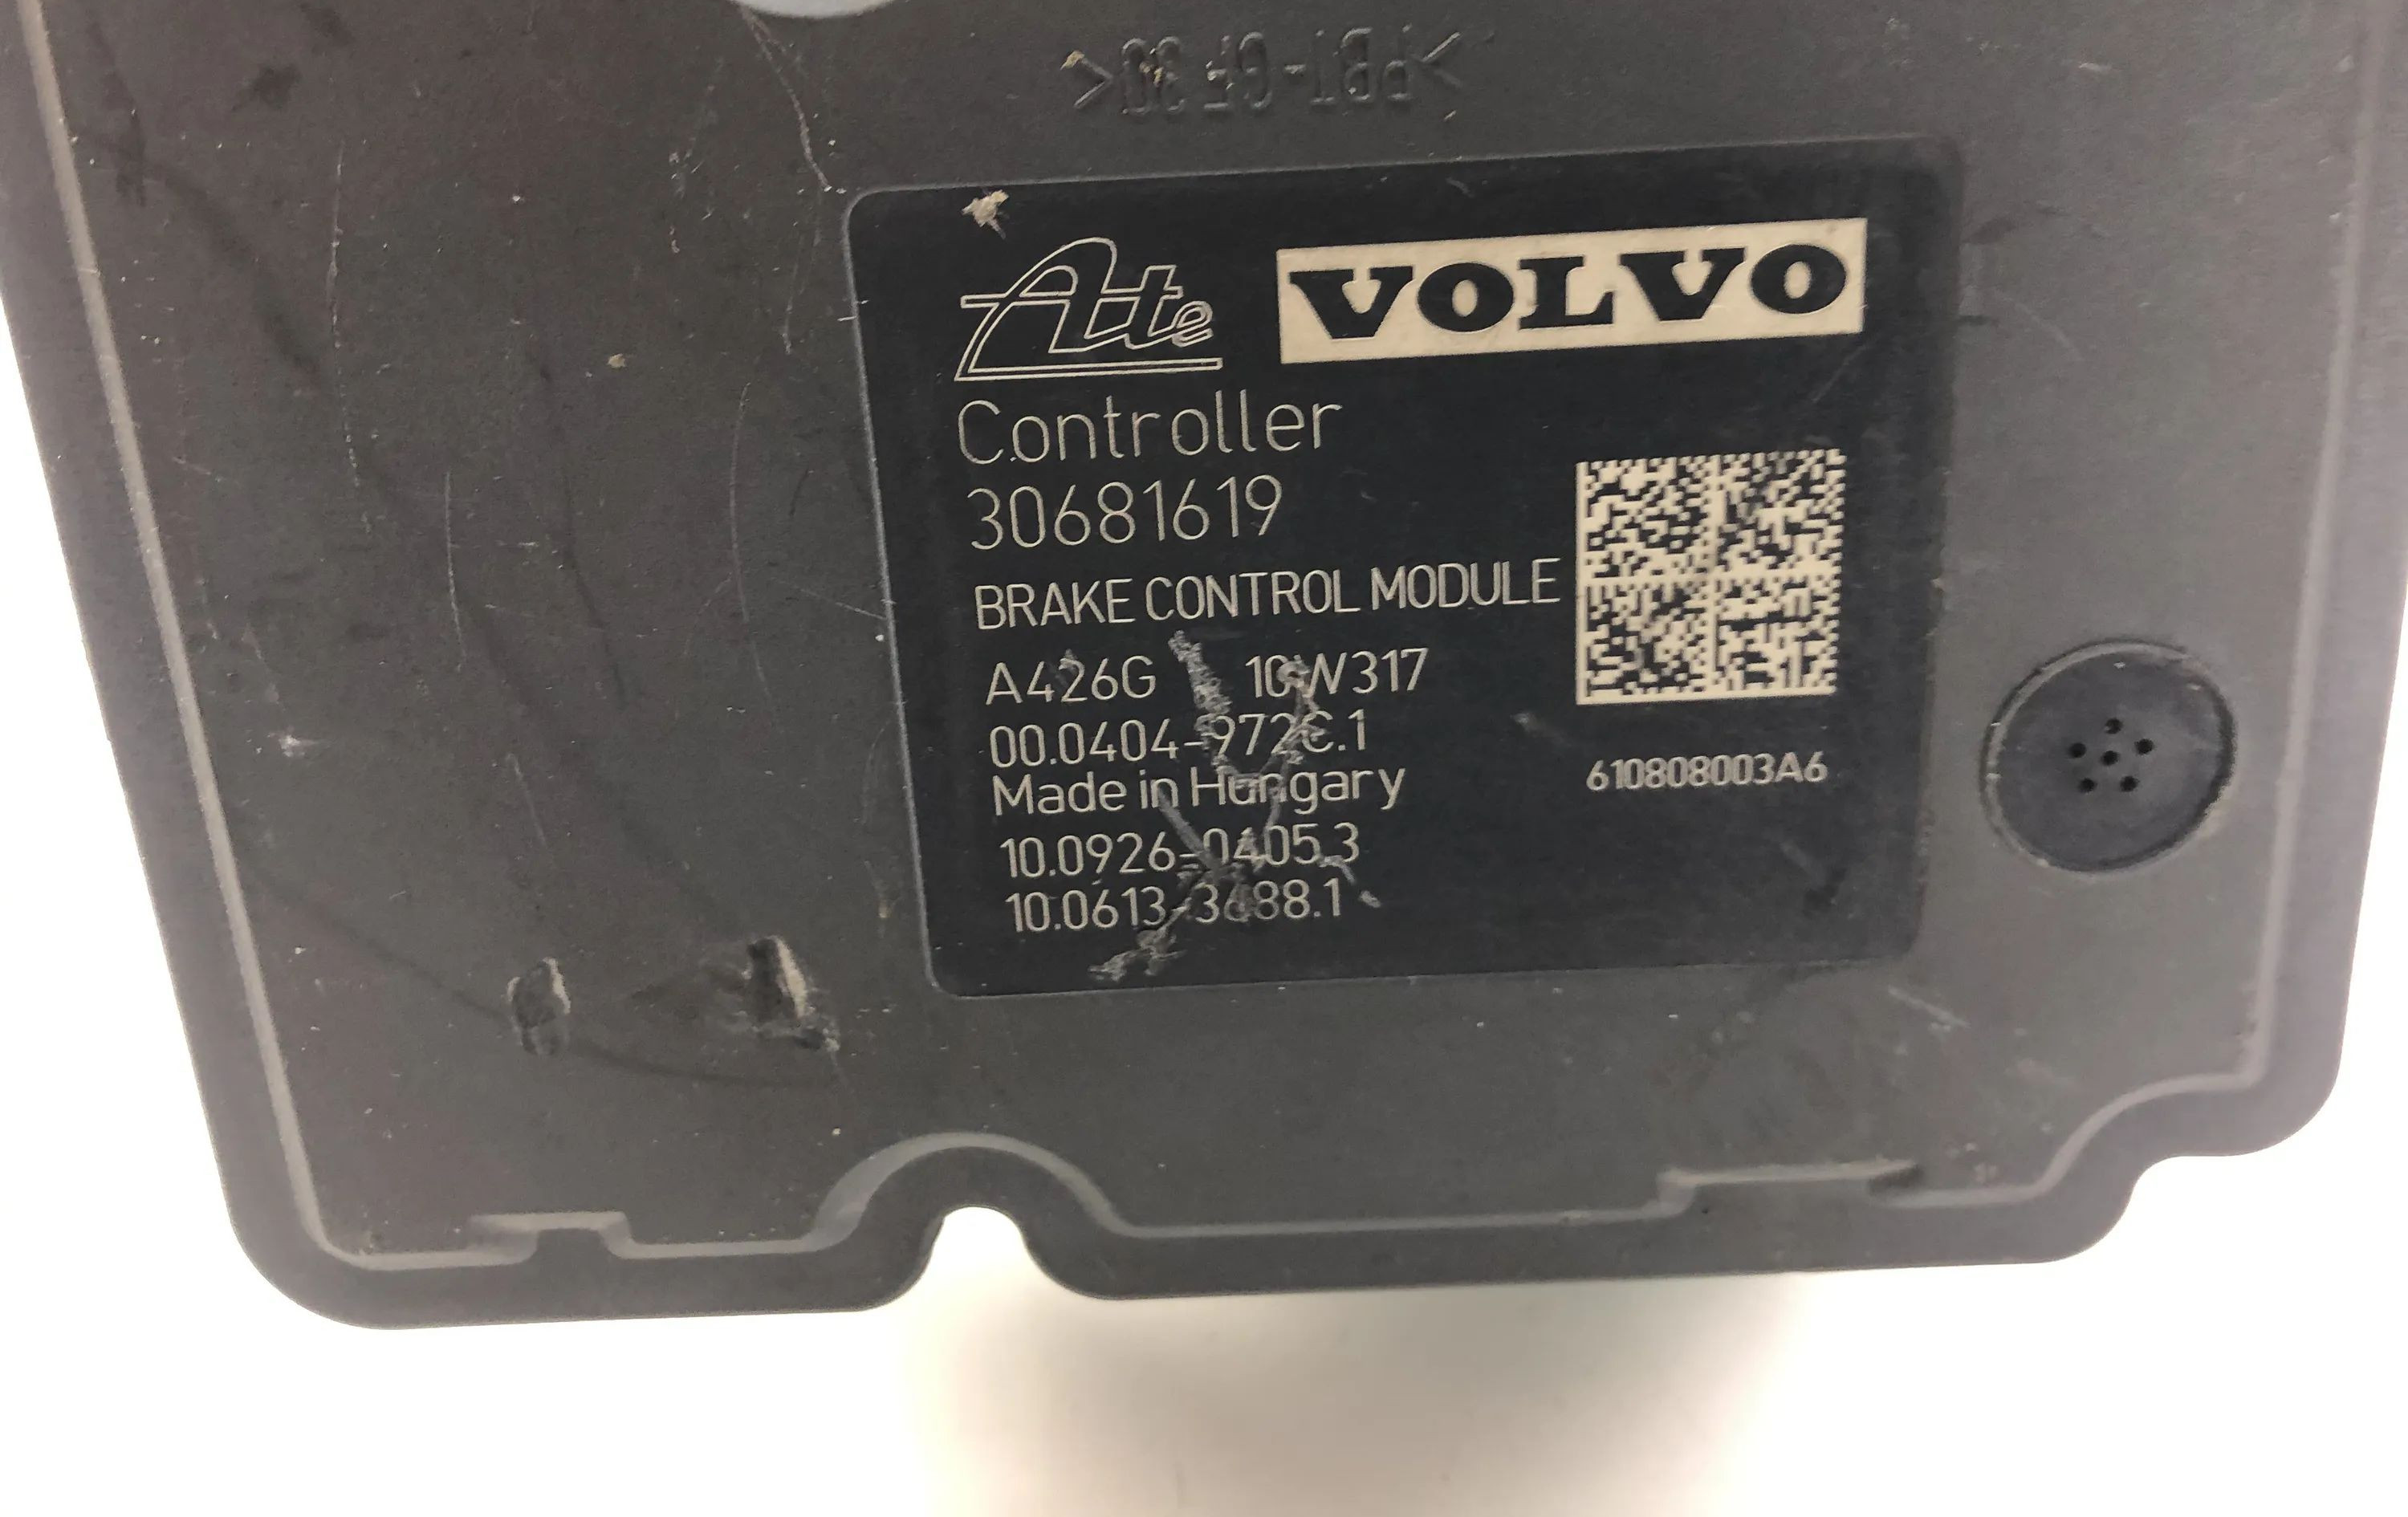 >PBT-GF30<
Ate VOLVO
Controller
30681619
BRAKE CONTROL MODULE
A426G 10W317
00.0404-972C.1
Made in Hungary
610808003A6
10.0926-0405.3